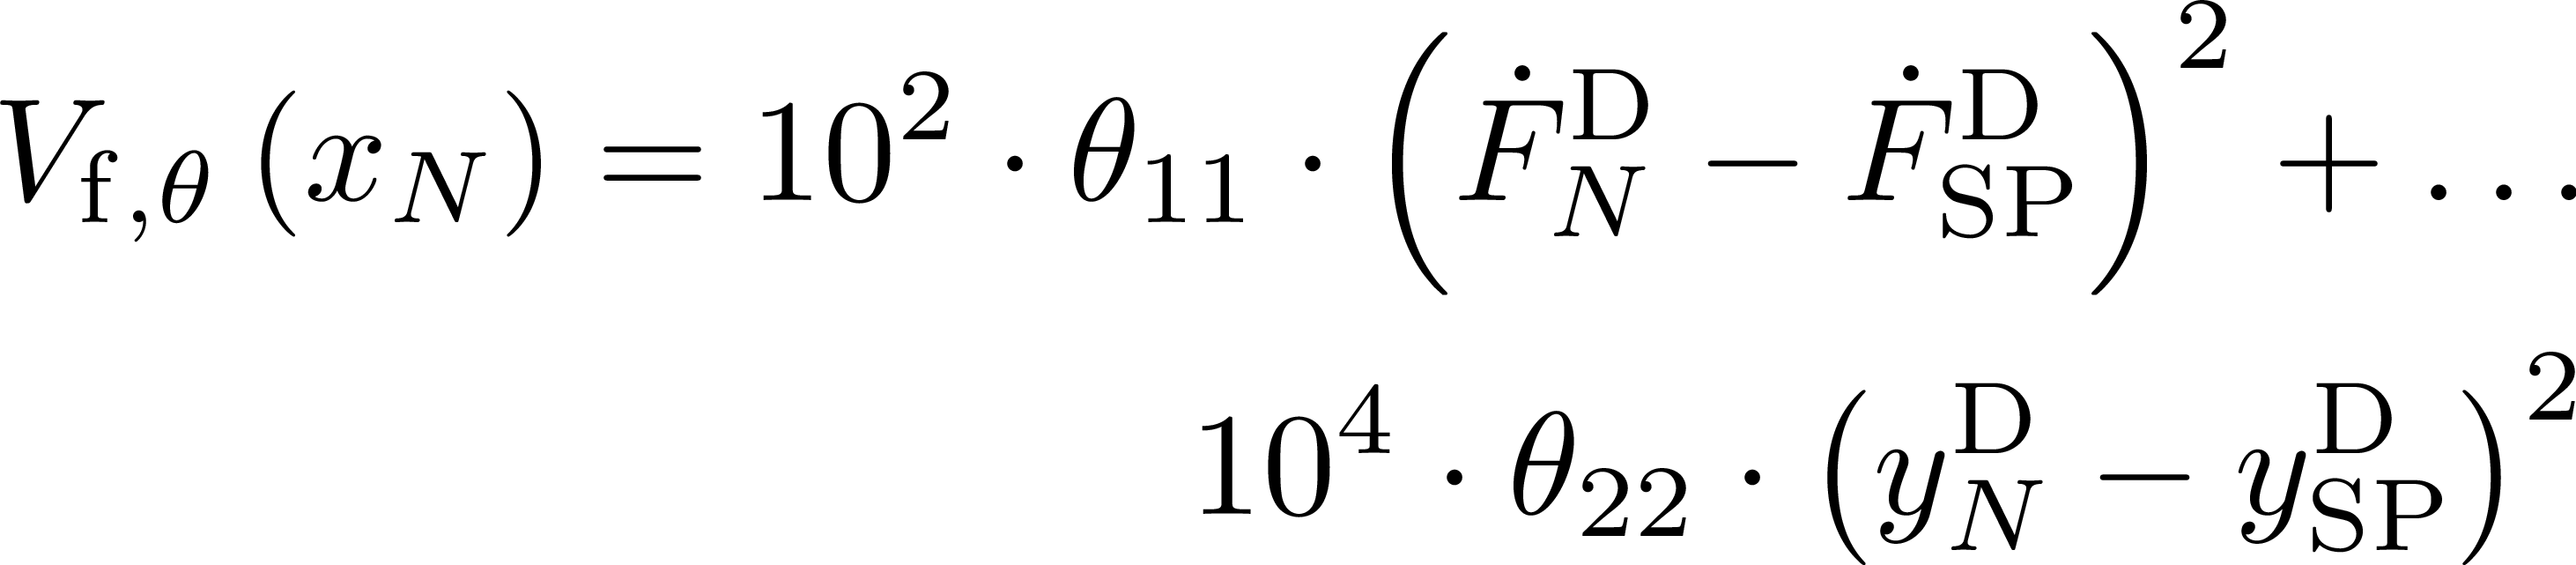 V_{f,θ} (x_N) = 10^2 · θ_{11} · (Ḟ_N^D − Ḟ_{SP}^D)^2 + …
10^4 · θ_{22} · (y_N^D − y_{SP}^D)^2